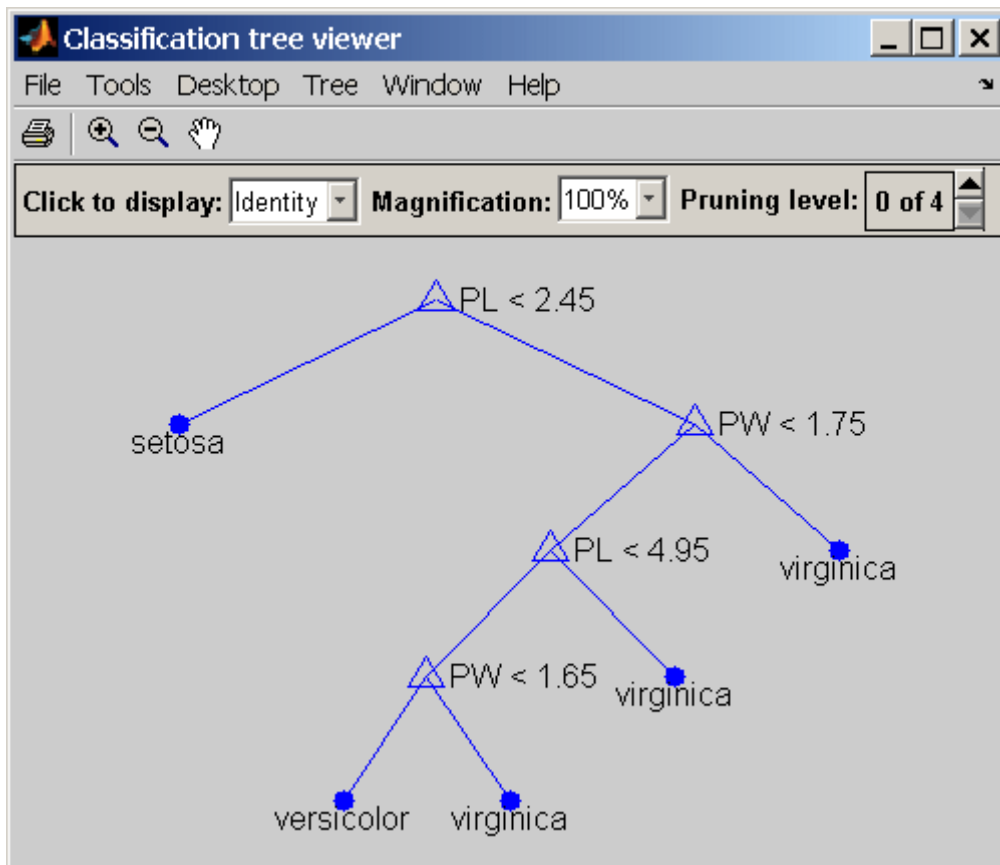 Classification tree viewer
File Tools Desktop Tree Window Help
Click to display: Identity Magnification: 100% Pruning level: 0 of 4
PL < 2.45
setosa
PW < 1.75
PL < 4.95
virginica
PW < 1.65
virginica
versicolor
virginica